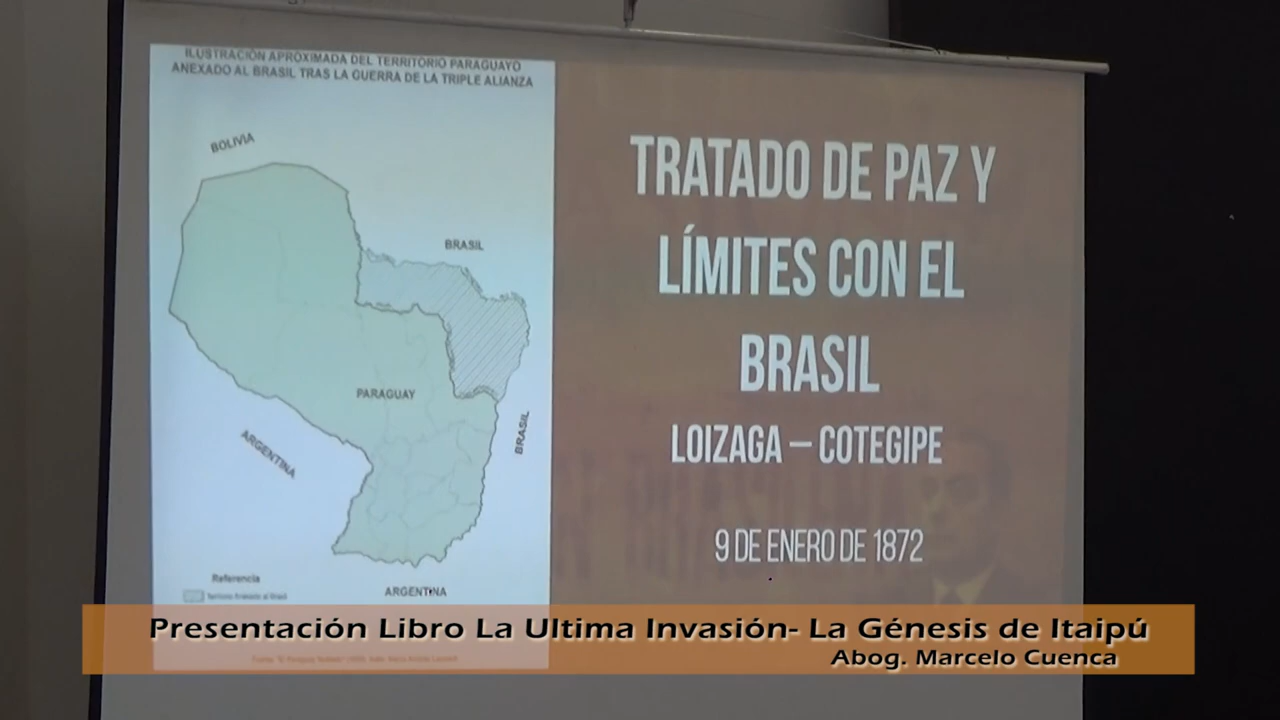 ILUSTRACIÓN APROXIMADA DEL TERRITORIO PARAGUAYO
ANEXADO AL BRASIL TRAS LA GUERRA DE LA TRIPLE ALIANZA
BOLIVIA
BRASIL
PARAGUAY
BRASIL
ARGENTINA
ARGENTINA
Referencia
TRATADO DE PAZ Y
LÍMITES CON EL
BRASIL
LOIZAGA – COTEGIPE
9 DE ENERO DE 1872
Presentación Libro La Ultima Invasión- La Génesis de Itaipú
Abog. Marcelo Cuenca